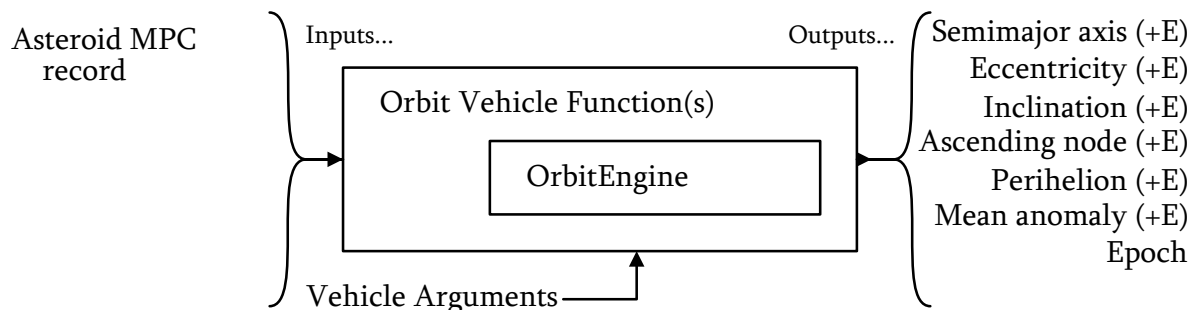 Asteroid MPC
record
Inputs...
Outputs...
Orbit Vehicle Function(s)
OrbitEngine
Vehicle Arguments
Semimajor axis (+E)
Eccentricity (+E)
Inclination (+E)
Ascending node (+E)
Perihelion (+E)
Mean anomaly (+E)
Epoch